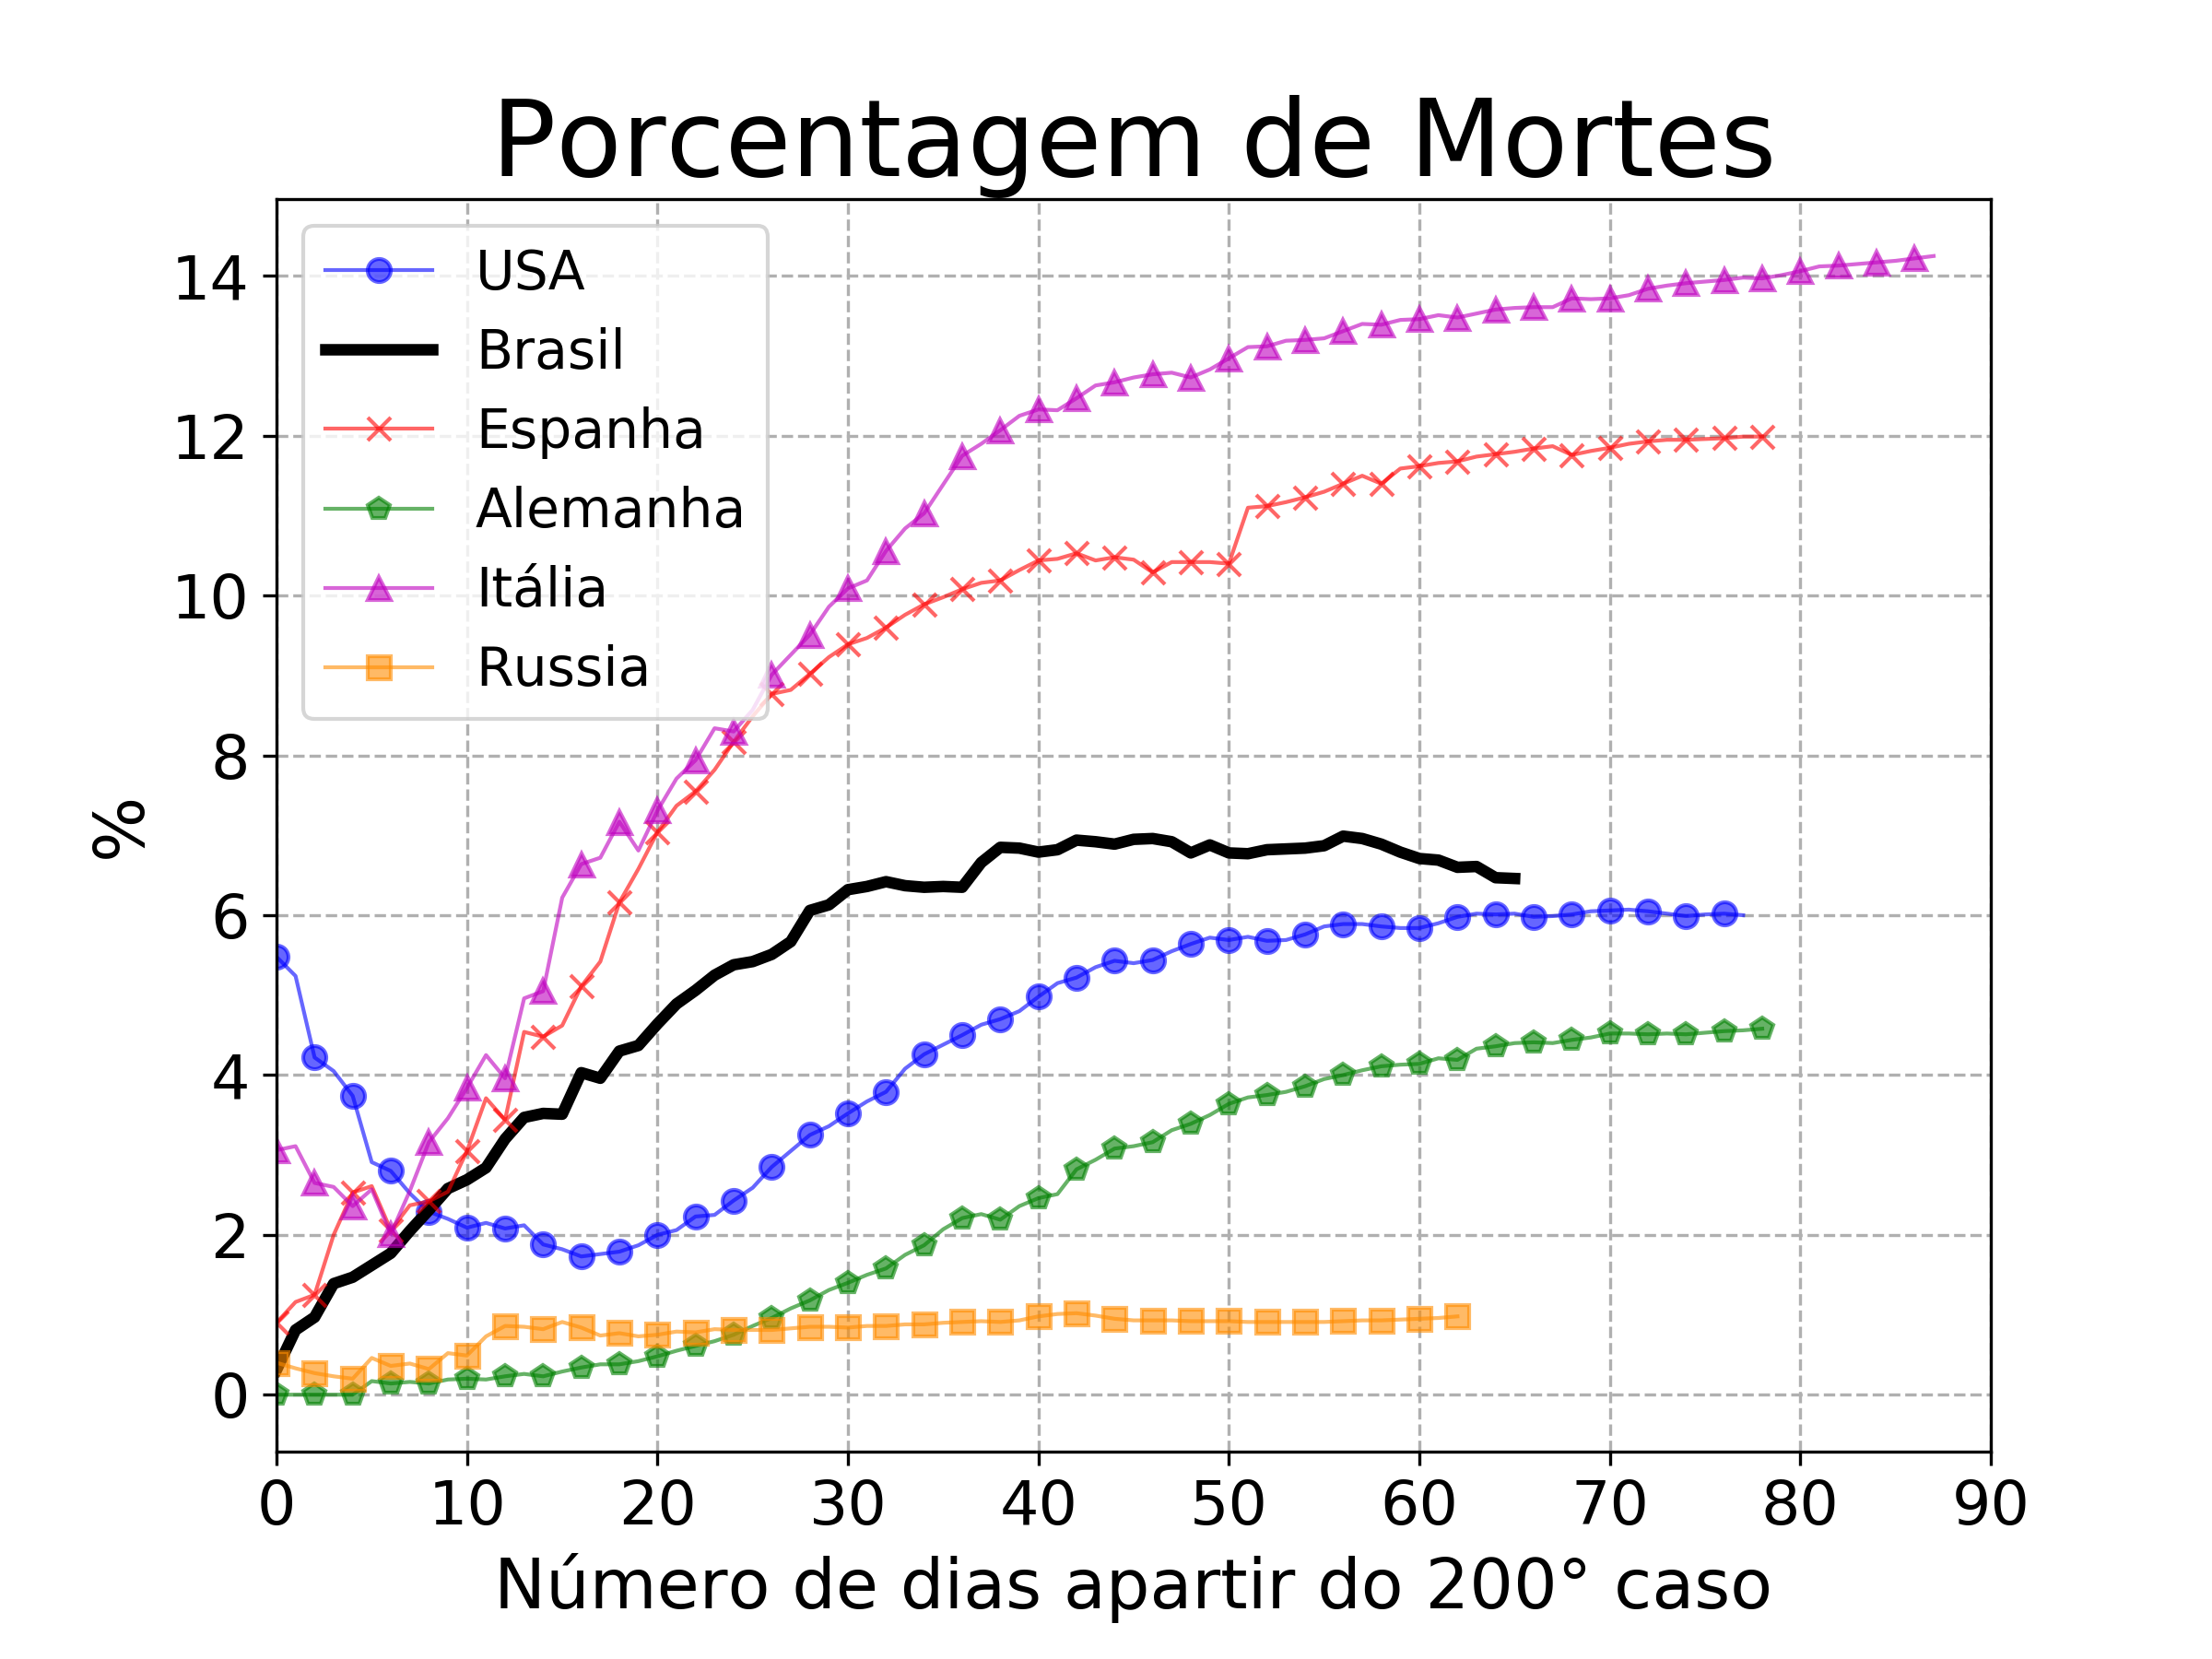 Porcentagem de Mortes
USA
Brasil
Espanha
Alemanha
Itália
Russia
14
12
10
8
6
4
2
0
%
0 10 20 30 40 50 60 70 80 90
Número de dias apartir do 200° caso